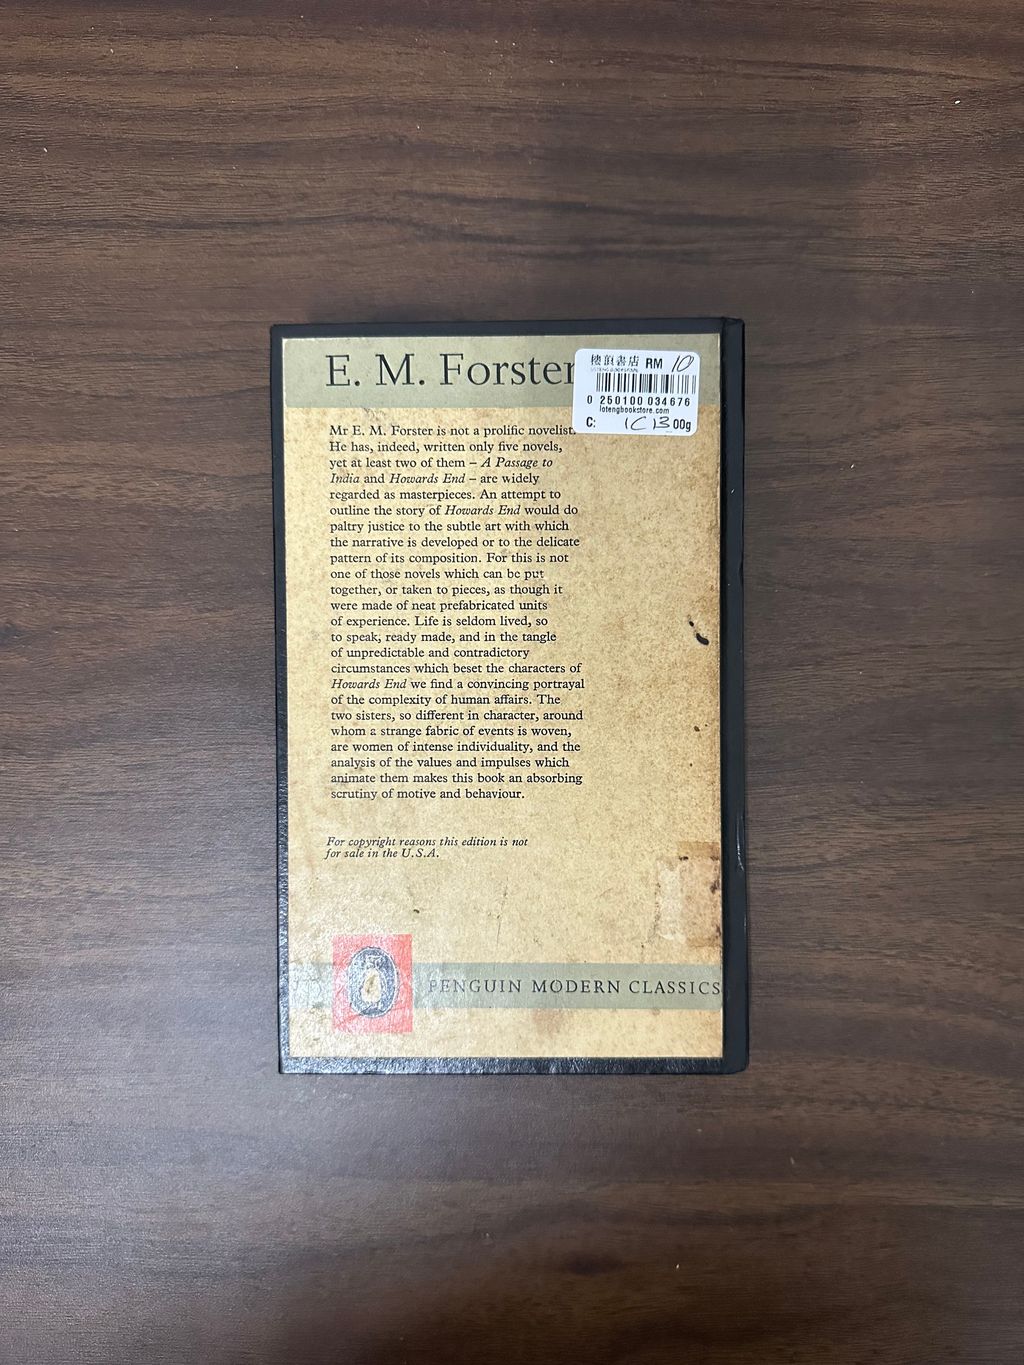 E. M. Forster
樓頂書店 RM 10
0 250100 034676
lotengbookstore.com
C: 00g
Mr E. M. Forster is not a prolific novelist.
He has, indeed, written only five novels,
yet at least two of them – A Passage to
India and Howards End – are widely
regarded as masterpieces. An attempt to
outline the story of Howards End would do
paltry justice to the subtle art with which
the narrative is developed or to the delicate
pattern of its composition. For this is not
one of those novels which can be put
together, or taken to pieces, as though it
were made of neat prefabricated units
of experience. Life is seldom lived, so
to speak, ready made, and in the tangle
of unpredictable and contradictory
circumstances which beset the characters of
Howards End we find a convincing portrayal
of the complexity of human affairs. The
two sisters, so different in character, around
whom a strange fabric of events is woven,
are women of intense individuality, and the
analysis of the values and impulses which
animate them makes this book an absorbing
scrutiny of motive and behaviour.
For copyright reasons this edition is not
for sale in the U.S.A.
PENGUIN MODERN CLASSICS